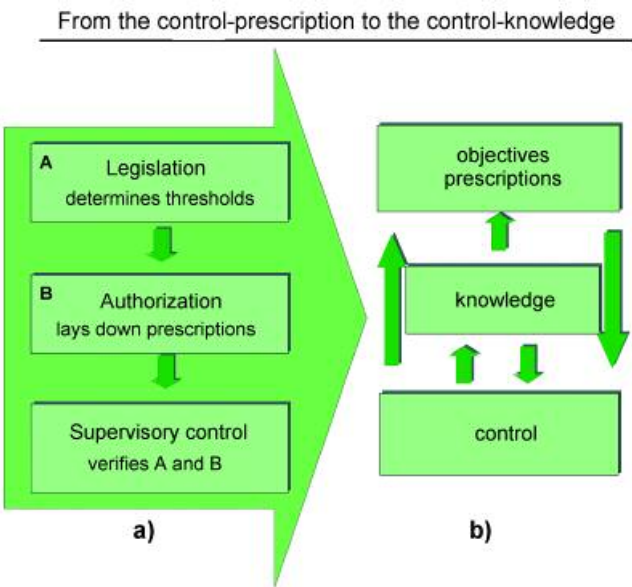 From the control-prescription to the control-knowledge
A
Legislation
determines thresholds
B
Authorization
lays down prescriptions
Supervisory control
verifies A and B
a)
objectives
prescriptions
knowledge
control
b)